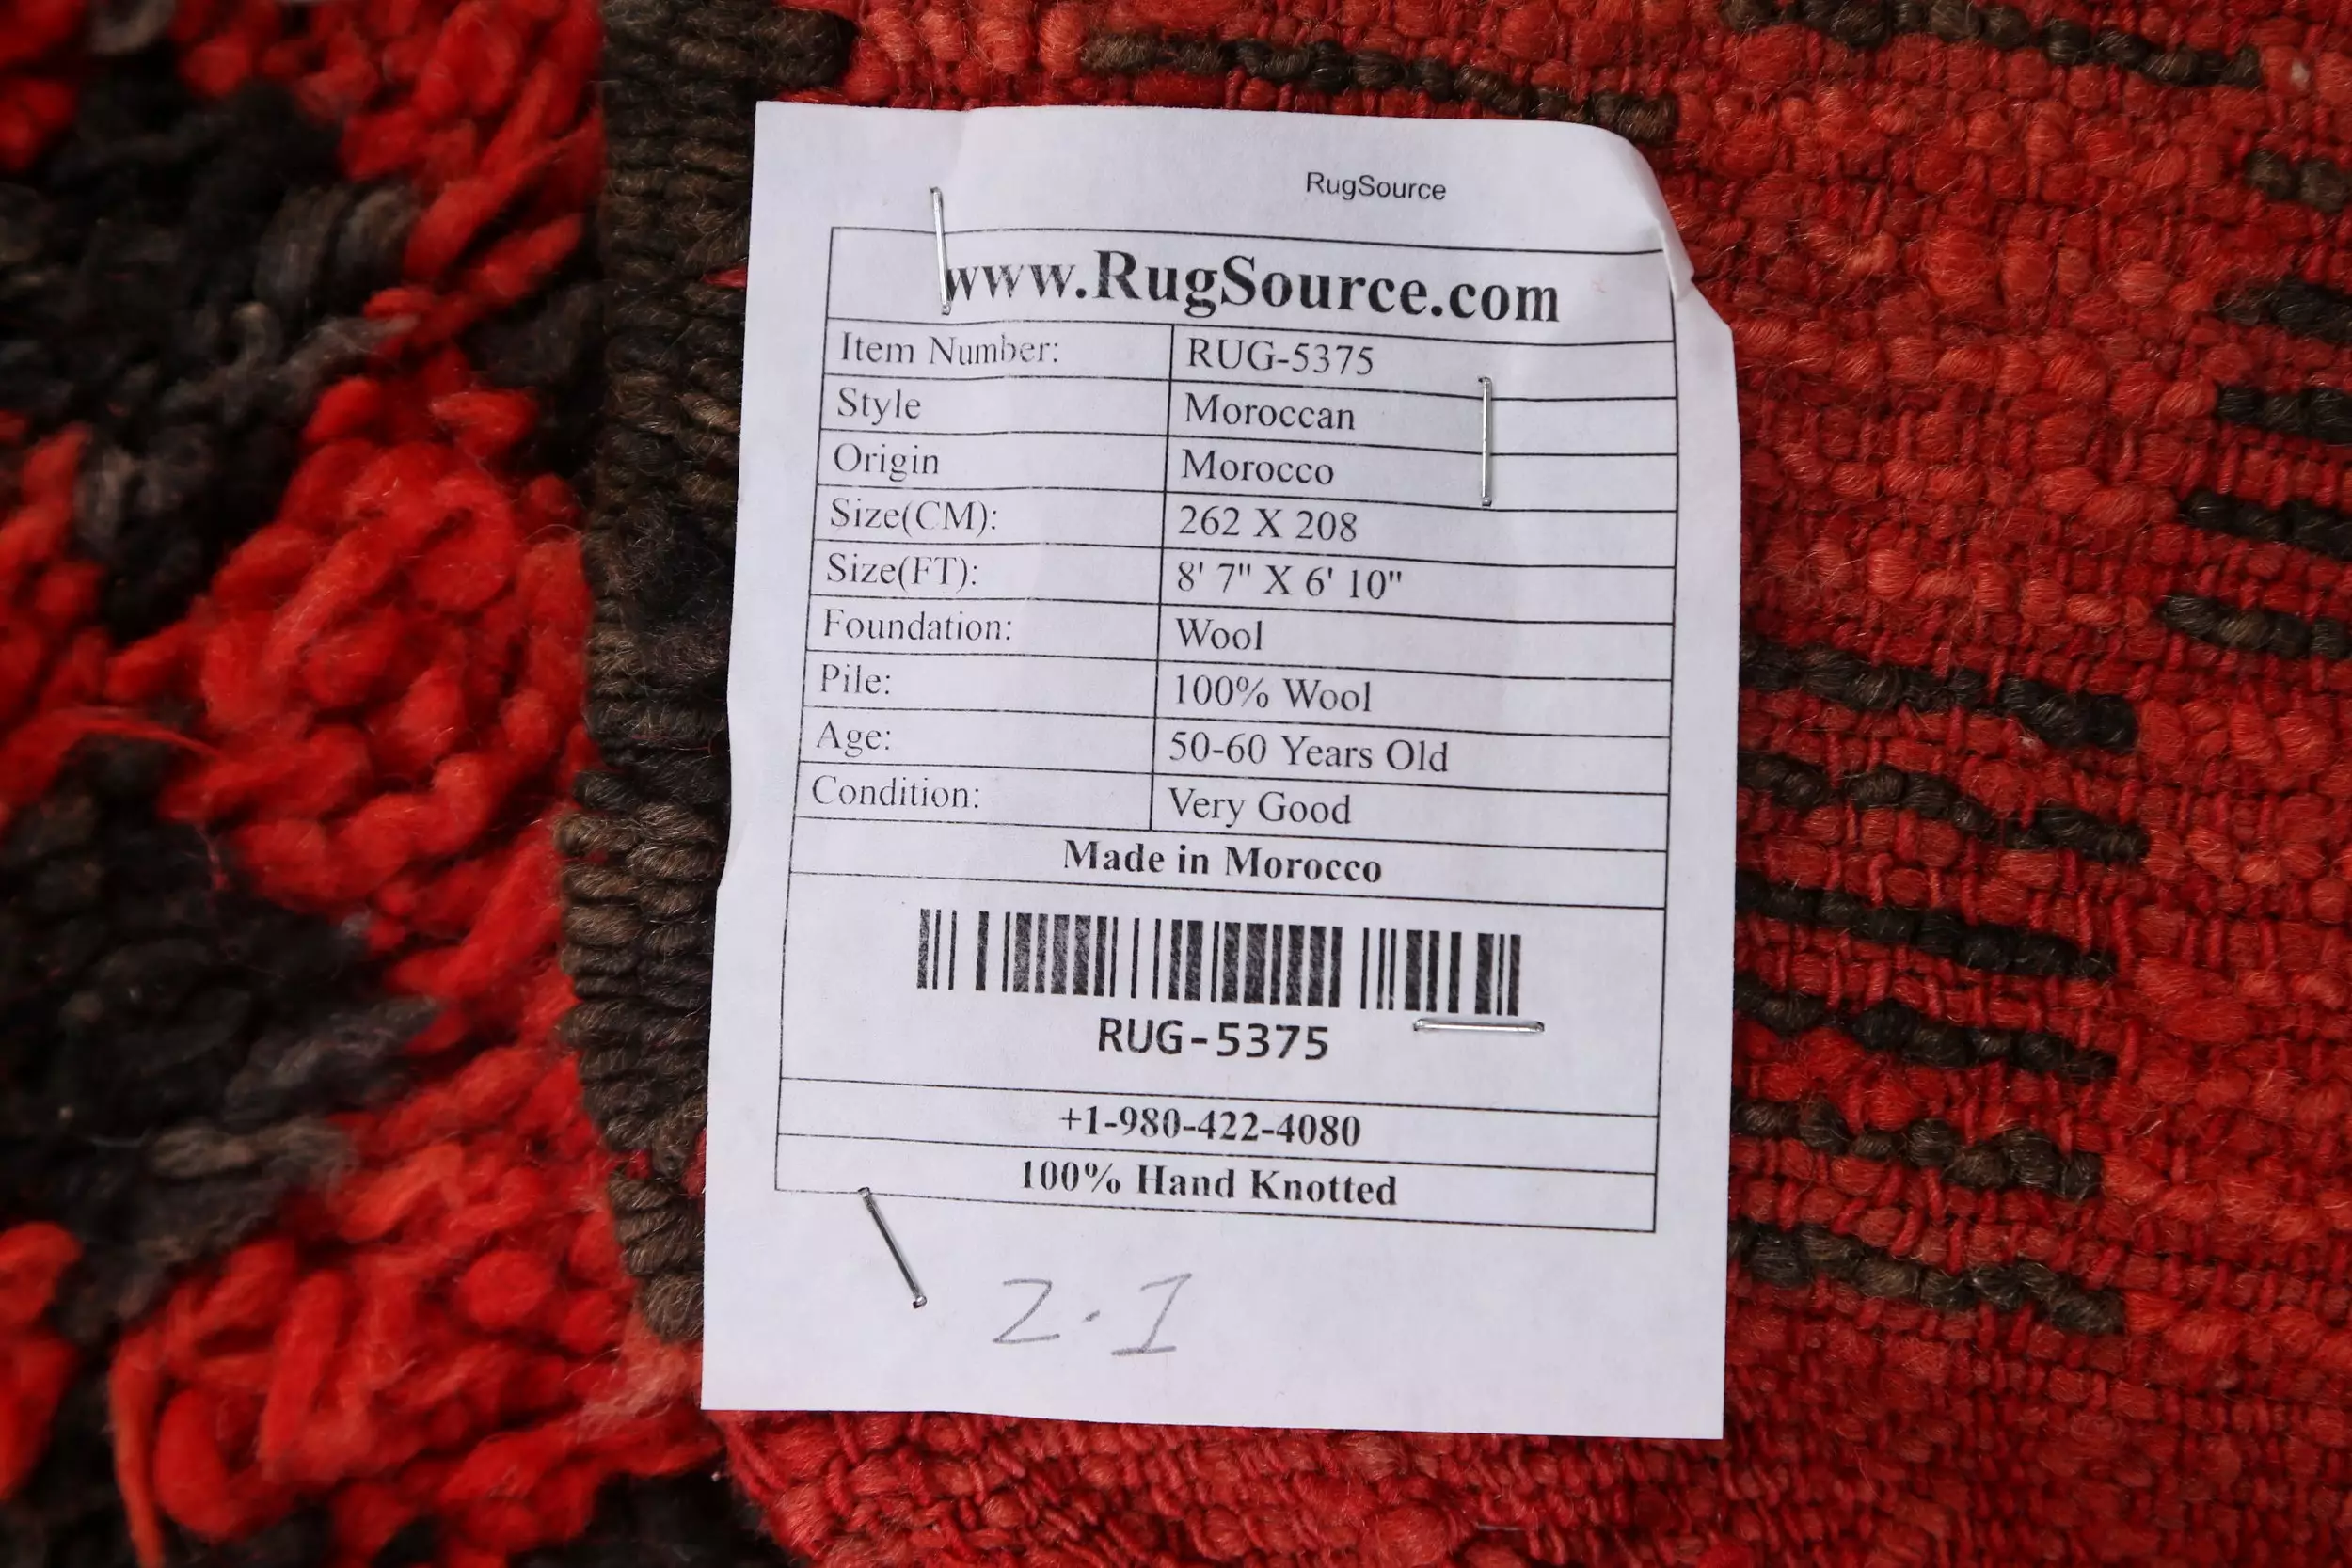 RugSource
www.RugSource.com
Item Number: RUG-5375
Style Moroccan
Origin Morocco
Size(CM): 262 X 208
Size(FT): 8' 7" X 6' 10"
Foundation: Wool
Pile: 100% Wool
Age: 50-60 Years Old
Condition: Very Good
Made in Morocco
RUG-5375
+1-980-422-4080
100% Hand Knotted
2.1